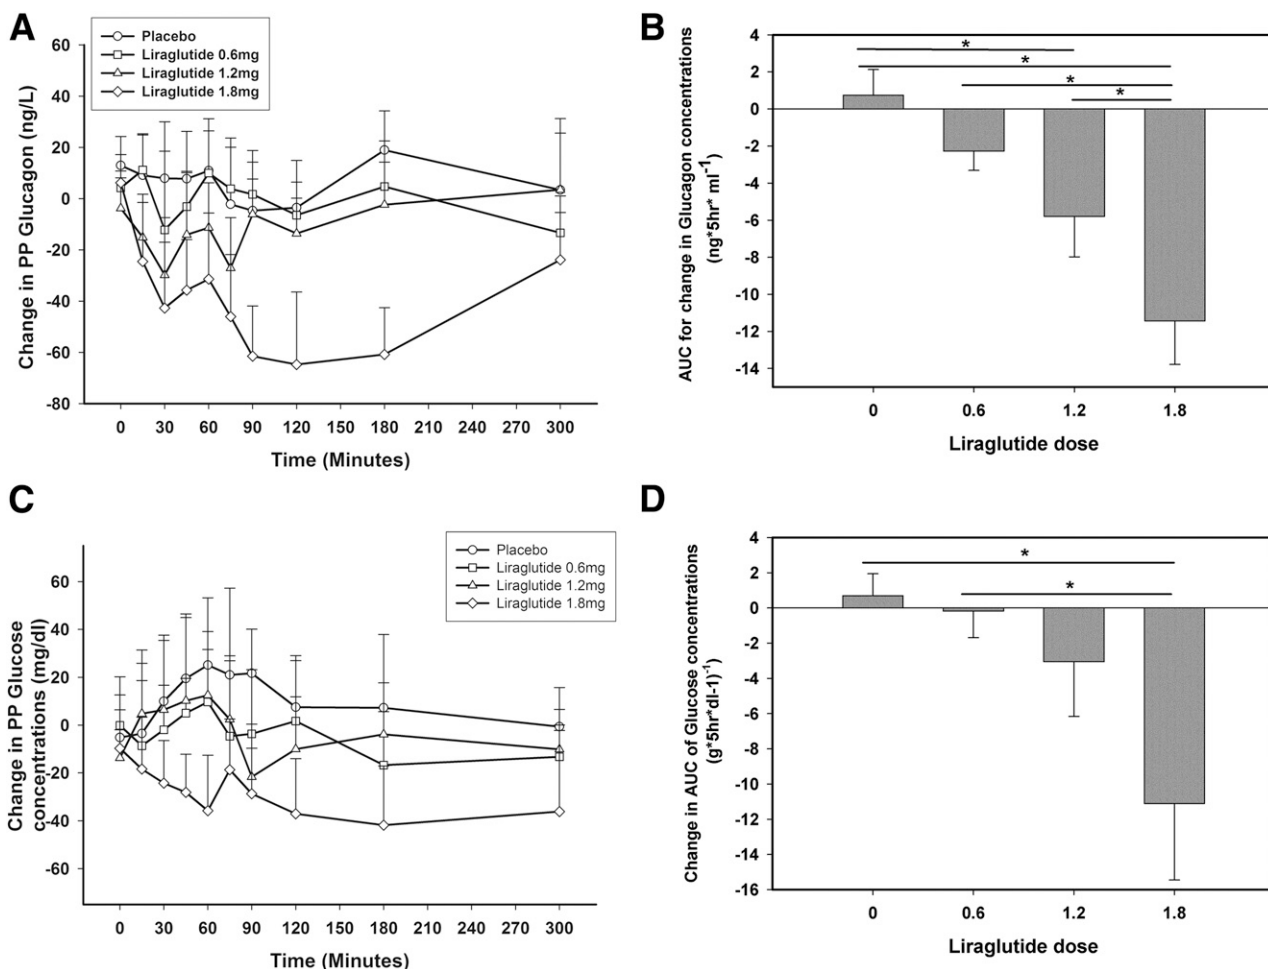 A
Placebo
Liraglutide 0.6mg
Liraglutide 1.2mg
Liraglutide 1.8mg
Change in PP Glucagon (ng/L)
60
40
20
0
-20
-40
-60
-80
0 30 60 90 120 150 180 210 240 270 300
Time (Minutes)
B
AUC for change in Glucagon concentrations
(ng*5hr* ml-1)
4
2
0
-2
-4
-6
-8
-10
-12
-14
*
*
*
*
0 0.6 1.2 1.8
Liraglutide dose
C
Placebo
Liraglutide 0.6mg
Liraglutide 1.2mg
Liraglutide 1.8mg
Change in PP Glucose
concentrations (mg/dl)
60
40
20
0
-20
-40
-60
0 30 60 90 120 150 180 210 240 270 300
Time (Minutes)
D
Change in AUC of Glucose concentrations
(g*5hr*dl-1)-1)
4
2
0
-2
-4
-6
-8
-10
-12
-14
-16
*
*
0 0.6 1.2 1.8
Liraglutide dose